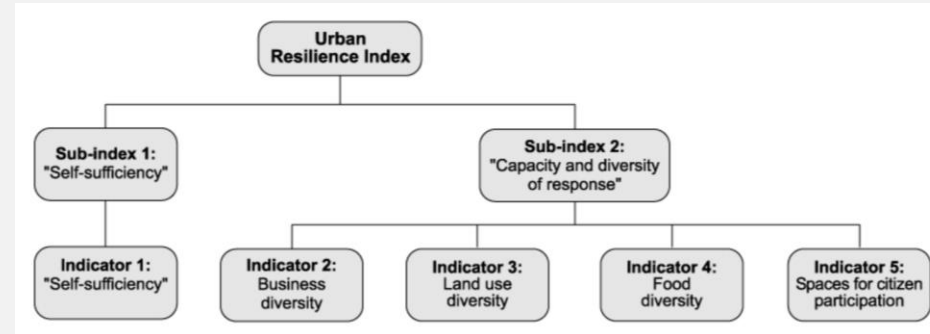 Urban
Resilience Index
Sub-index 1:
"Self-sufficiency"
Sub-index 2:
"Capacity and diversity
of response"
Indicator 1:
"Self-sufficiency"
Indicator 2:
Business
diversity
Indicator 3:
Land use
diversity
Indicator 4:
Food
diversity
Indicator 5:
Spaces for citizen
participation